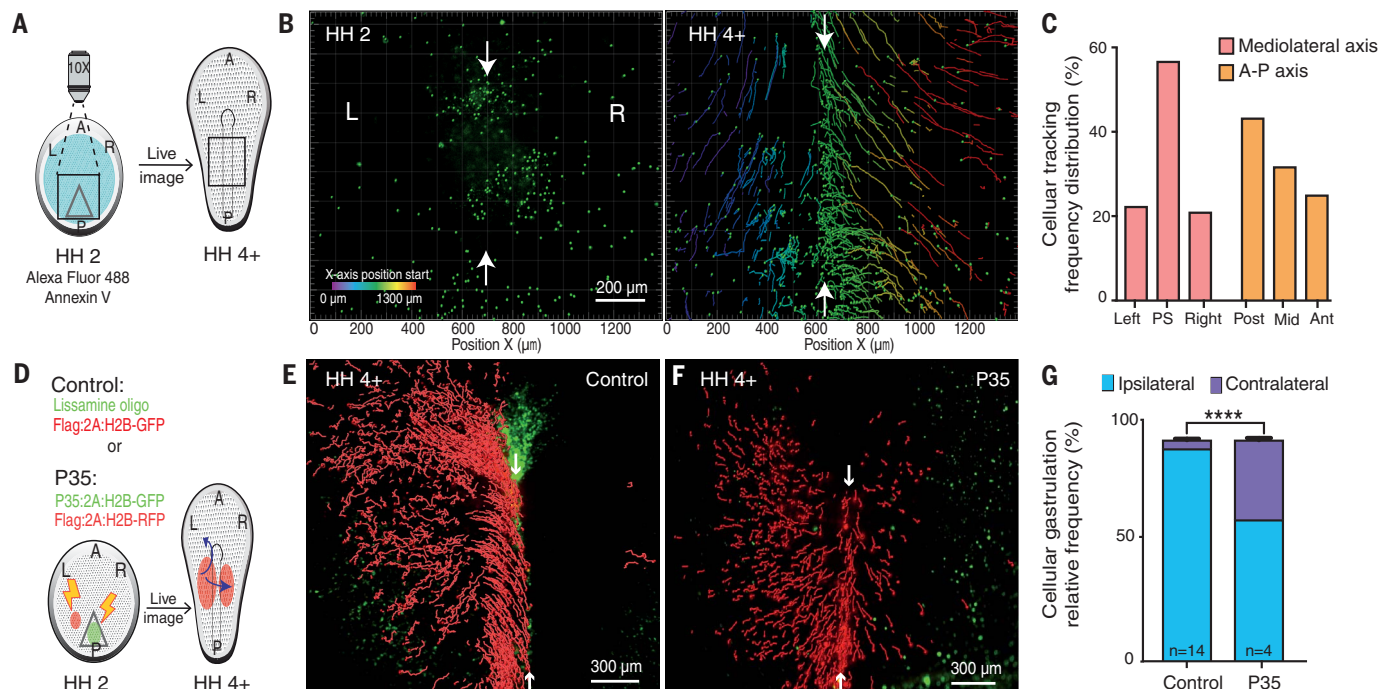 A
10X
A
L
R
P
HH 2
Alexa Fluor 488
Annexin V
Live
image
A
L
R
P
HH 4+
B
HH 2
L
R
X-axis position start
0 µm
1300 µm
200 µm
0 200 400 600 800 1000 1200
Position X (µm)
HH 4+
0 200 400 600 800 1000 1200
Position X (µm)
C
Mediolateral axis
A-P axis
Celluar tracking
frequency distribution (%)
60
40
20
0
Left PS Right Post Mid Ant
D
Control:
Lissamine oligo
Flag:2A:H2B-GFP
or
P35:
P35:2A:H2B-GFP
Flag:2A:H2B-RFP
A
L
R
P
HH 2
Live
image
A
L
R
P
HH 4+
E
HH 4+
Control
300 µm
F
HH 4+
P35
300 µm
G
Ipsilateral
Contralateral
Cellular gastrulation
relative frequency (%)
100
50
0
****
n=14
n=4
Control
P35